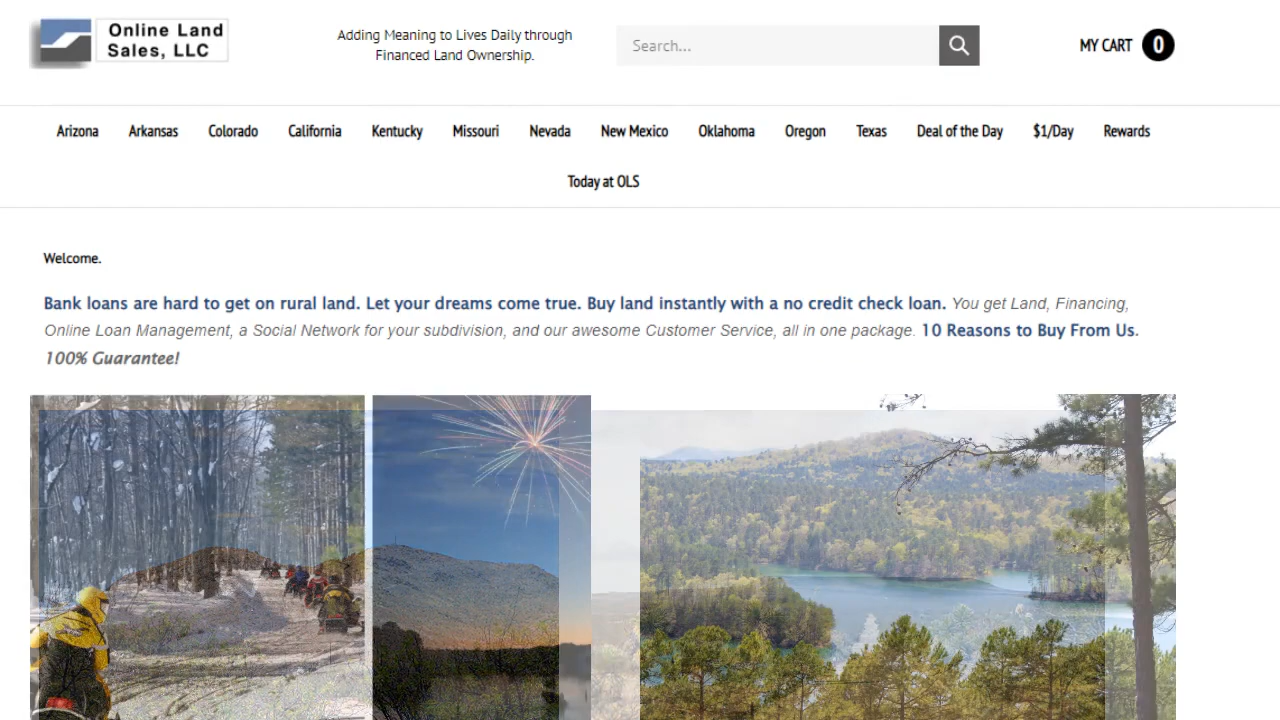 Online Land
Sales, LLC
Adding Meaning to Lives Daily through
Financed Land Ownership.
Search...
MY CART 0
Arizona Arkansas Colorado California Kentucky Missouri Nevada New Mexico Oklahoma Oregon Texas Deal of the Day $1/Day Rewards
Today at OLS
Welcome.
Bank loans are hard to get on rural land. Let your dreams come true. Buy land instantly with a no credit check loan. You get Land, Financing,
Online Loan Management, a Social Network for your subdivision, and our awesome Customer Service, all in one package. 10 Reasons to Buy From Us.
100% Guarantee!